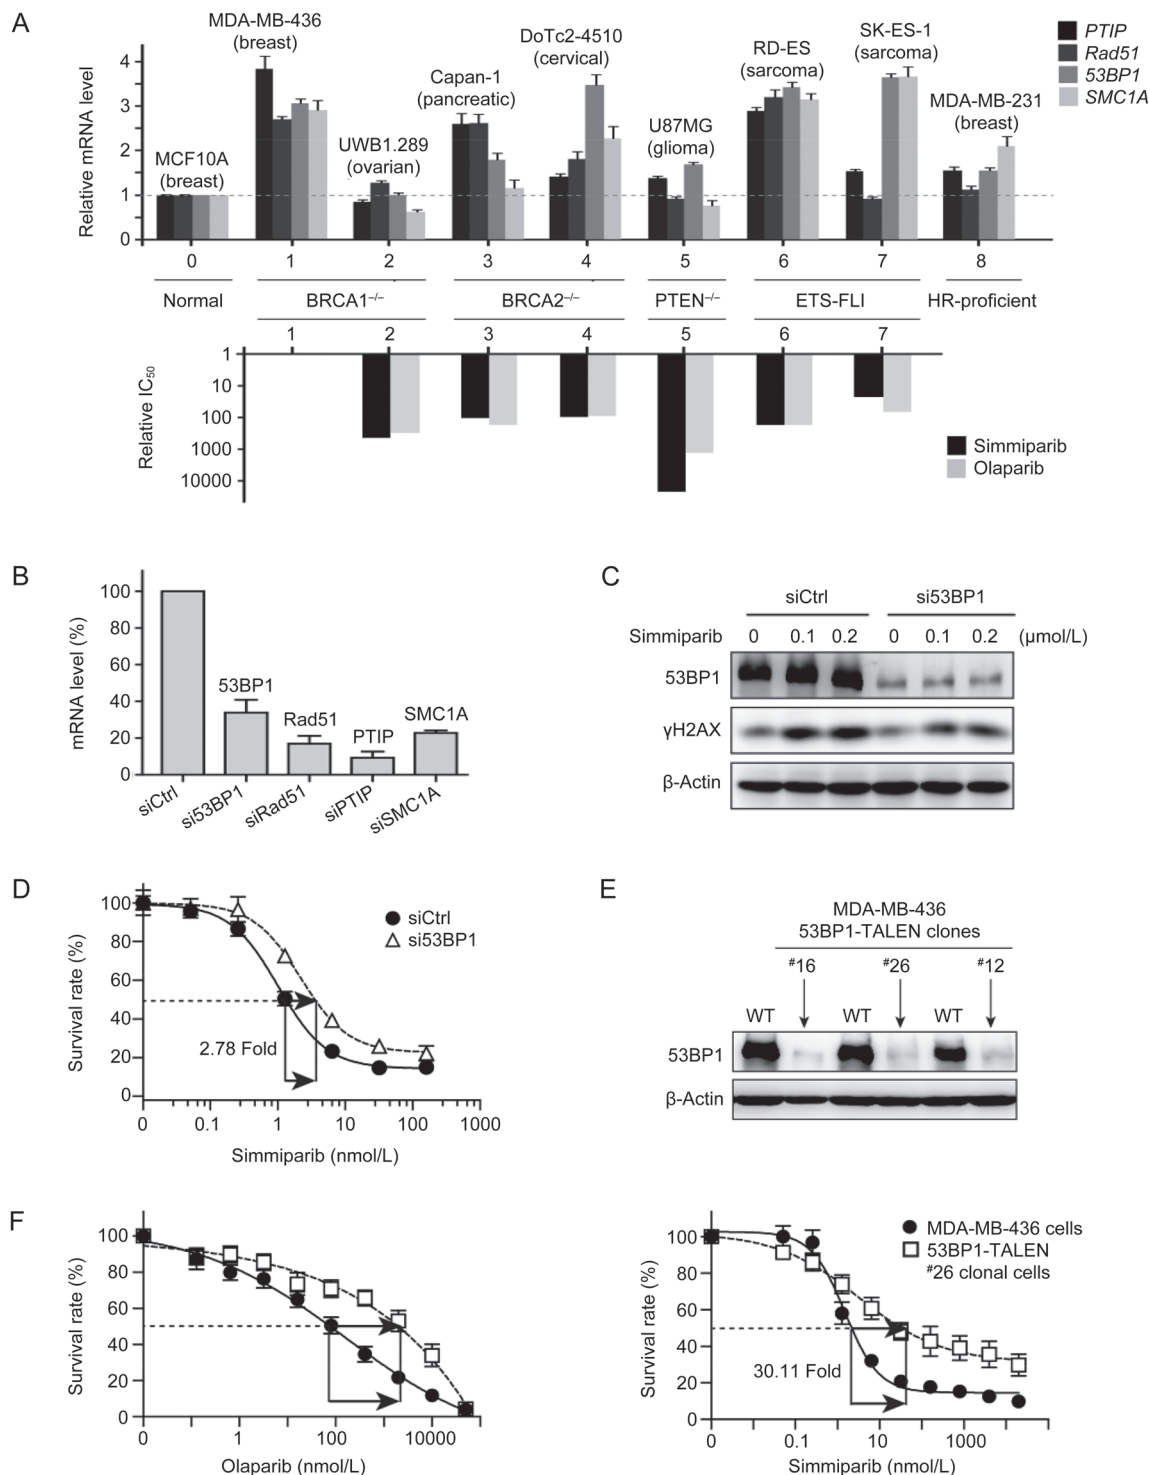 A
MDA-MB-436
(breast)
DoTc2-4510
(cervical)
SK-ES-1
(sarcoma)
RD-ES
(sarcoma)
Capan-1
(pancreatic)
MDA-MB-231
(breast)
U87MG
(glioma)
UWB1.289
(ovarian)
MCF10A
(breast)
PTIP
Rad51
53BP1
SMC1A
Relative mRNA level
4
3
2
1
0
0 1 2 3 4 5 6 7 8
Normal BRCA1⁻/⁻ BRCA2⁻/⁻ PTEN⁻/⁻ ETS-FLI HR-proficient
1 2 3 4 5 6 7
Relative IC₅₀
1
10
100
1000
10000
Simmiparib
Olaparib
B
mRNA level (%)
100
80
60
40
20
0
53BP1
Rad51
PTIP
SMC1A
siCtrl si53BP1 siRad51 siPTIP siSMC1A
C
siCtrl si53BP1
Simmiparib 0 0.1 0.2 0 0.1 0.2 (μmol/L)
53BP1
γH2AX
β-Actin
D
Survival rate (%)
100
80
60
40
20
0
siCtrl
si53BP1
2.78 Fold
0 0.1 1 10 100 1000
Simmiparib (nmol/L)
E
MDA-MB-436
53BP1-TALEN clones
#16 #26 #12
WT WT WT
53BP1
β-Actin
F
Survival rate (%)
100
80
60
40
20
0
0 1 100 10000
Olaparib (nmol/L)
Survival rate (%)
100
80
60
40
20
0
MDA-MB-436 cells
53BP1-TALEN
#26 clonal cells
30.11 Fold
0 0.1 10 1000
Simmiparib (nmol/L)